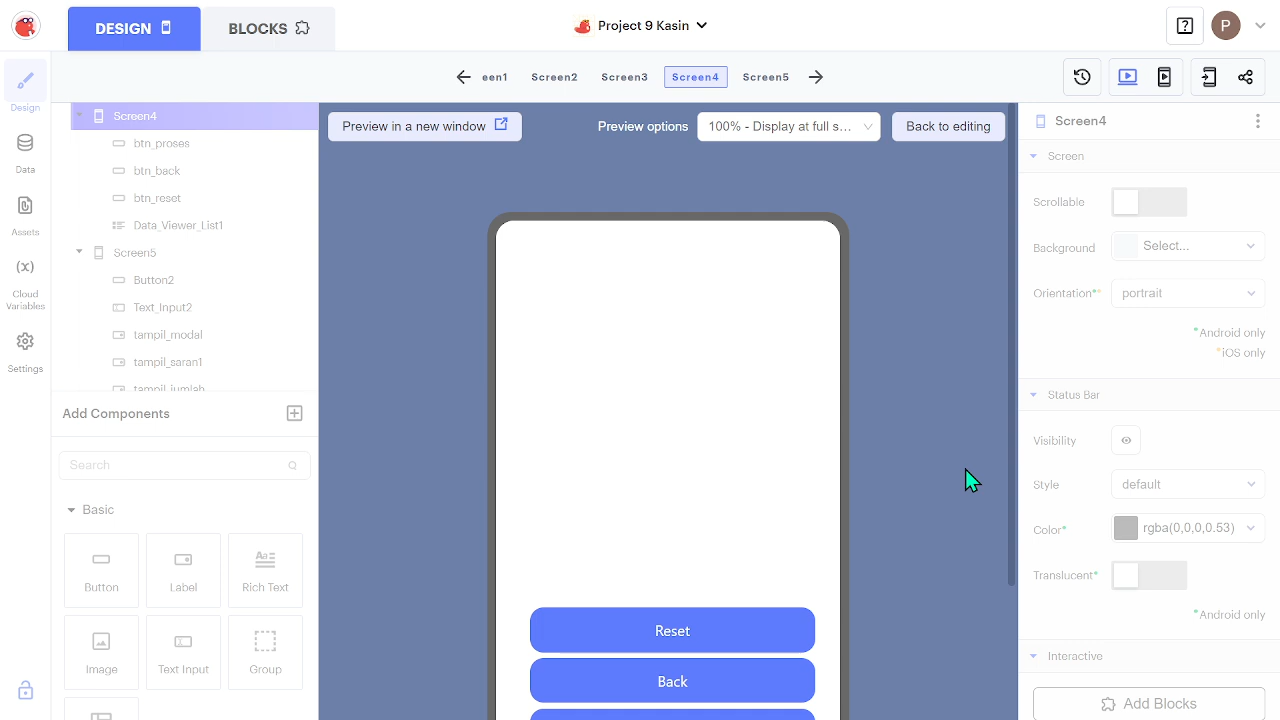 DESIGN
BLOCKS
Project 9 Kasin
P
een1
Screen2
Screen3
Screen4
Screen5
Design
Data
Assets
(x)
Cloud
Variables
Settings
Screen4
btn_proses
btn_back
btn_reset
Data_Viewer_List1
Screen5
Button2
Text_Input2
tampil_modal
tampil_saran1
tampil_jumlah
Add Components
Search
Basic
Button
Label
Aa
Rich Text
Image
Text Input
Group
Preview in a new window
Preview options
100% - Display at full s...
Back to editing
Reset
Back
Screen4
Screen
Scrollable
Background
Select...
Orientation**
portrait
*Android only
*iOS only
Status Bar
Visibility
Style
default
Color*
rgba(0,0,0,0.53)
Translucent*
*Android only
Interactive
Add Blocks